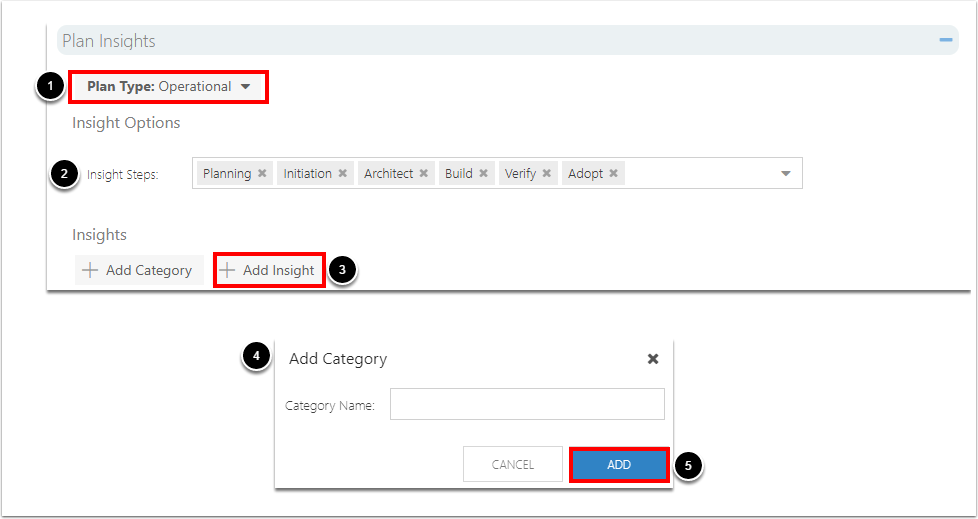 Plan Insights
1 Plan Type: Operational
Insight Options
2 Insight Steps: Planning ✖ Initiation ✖ Architect ✖ Build ✖ Verify ✖ Adopt ✖
Insights
+ Add Category + Add Insight 3
4 Add Category ✖
Category Name:
CANCEL ADD 5